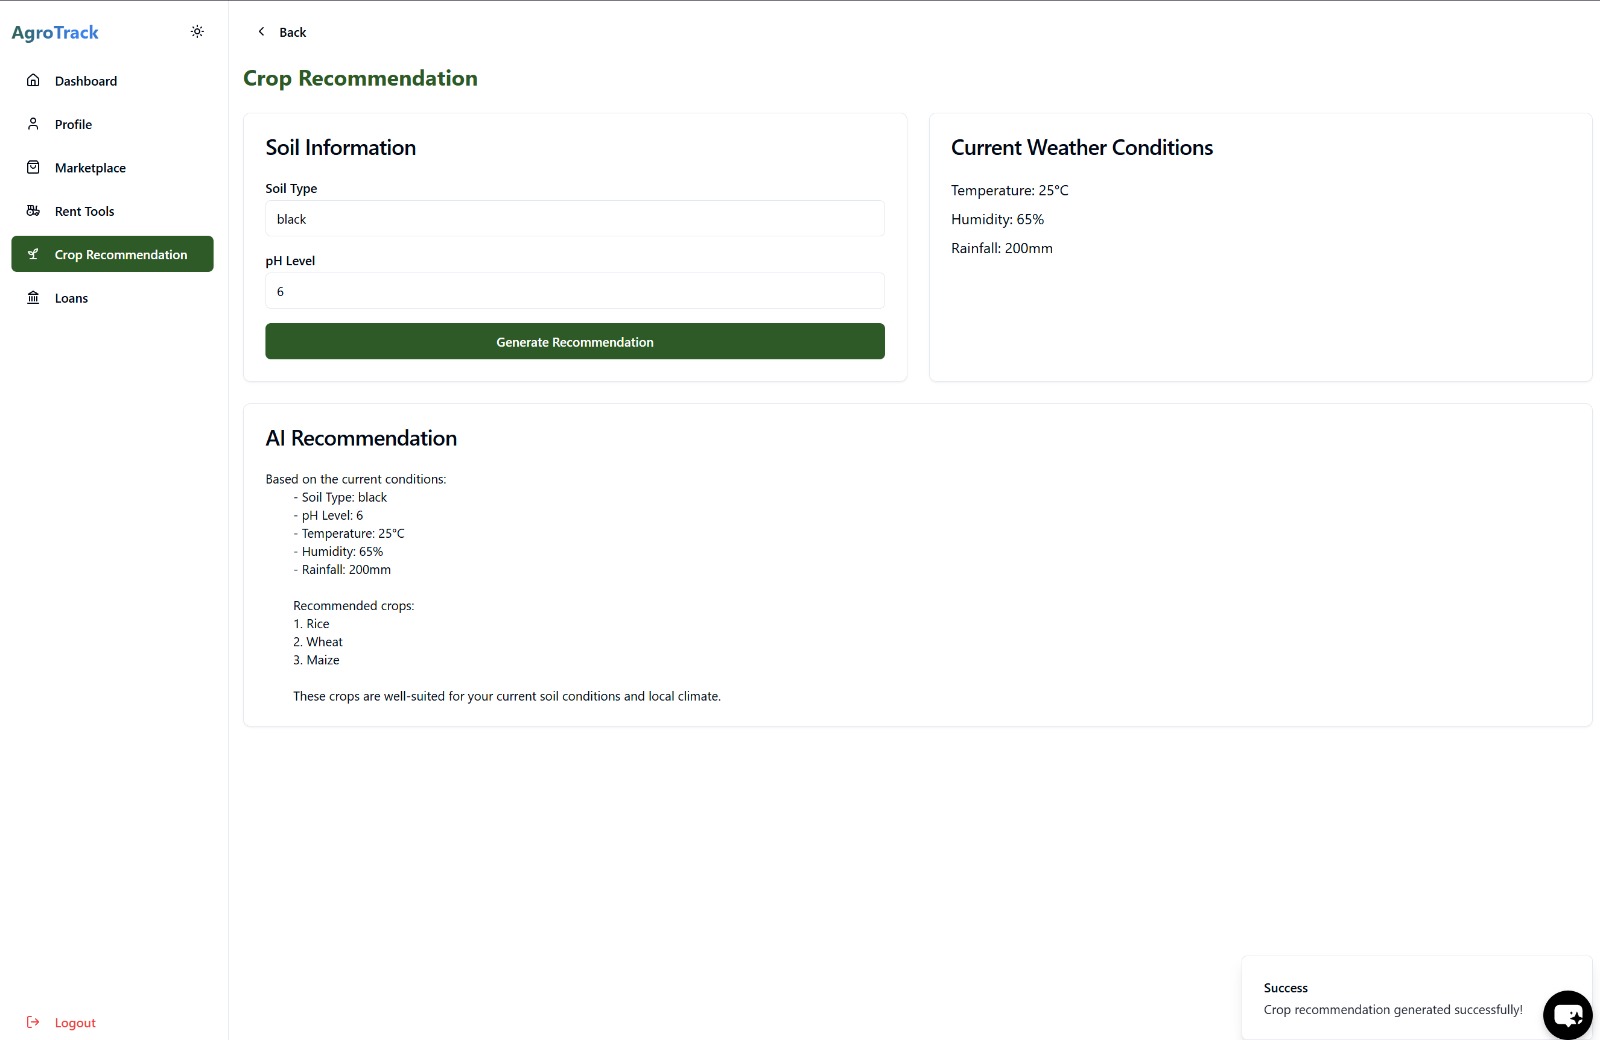 AgroTrack
Dashboard
Profile
Marketplace
Rent Tools
Crop Recommendation
Loans
Logout
Back
Crop Recommendation
Soil Information
Soil Type
black
pH Level
6
Generate Recommendation
Current Weather Conditions
Temperature: 25°C
Humidity: 65%
Rainfall: 200mm
AI Recommendation
Based on the current conditions:
- Soil Type: black
- pH Level: 6
- Temperature: 25°C
- Humidity: 65%
- Rainfall: 200mm
Recommended crops:
1. Rice
2. Wheat
3. Maize
These crops are well-suited for your current soil conditions and local climate.
Success
Crop recommendation generated successfully!